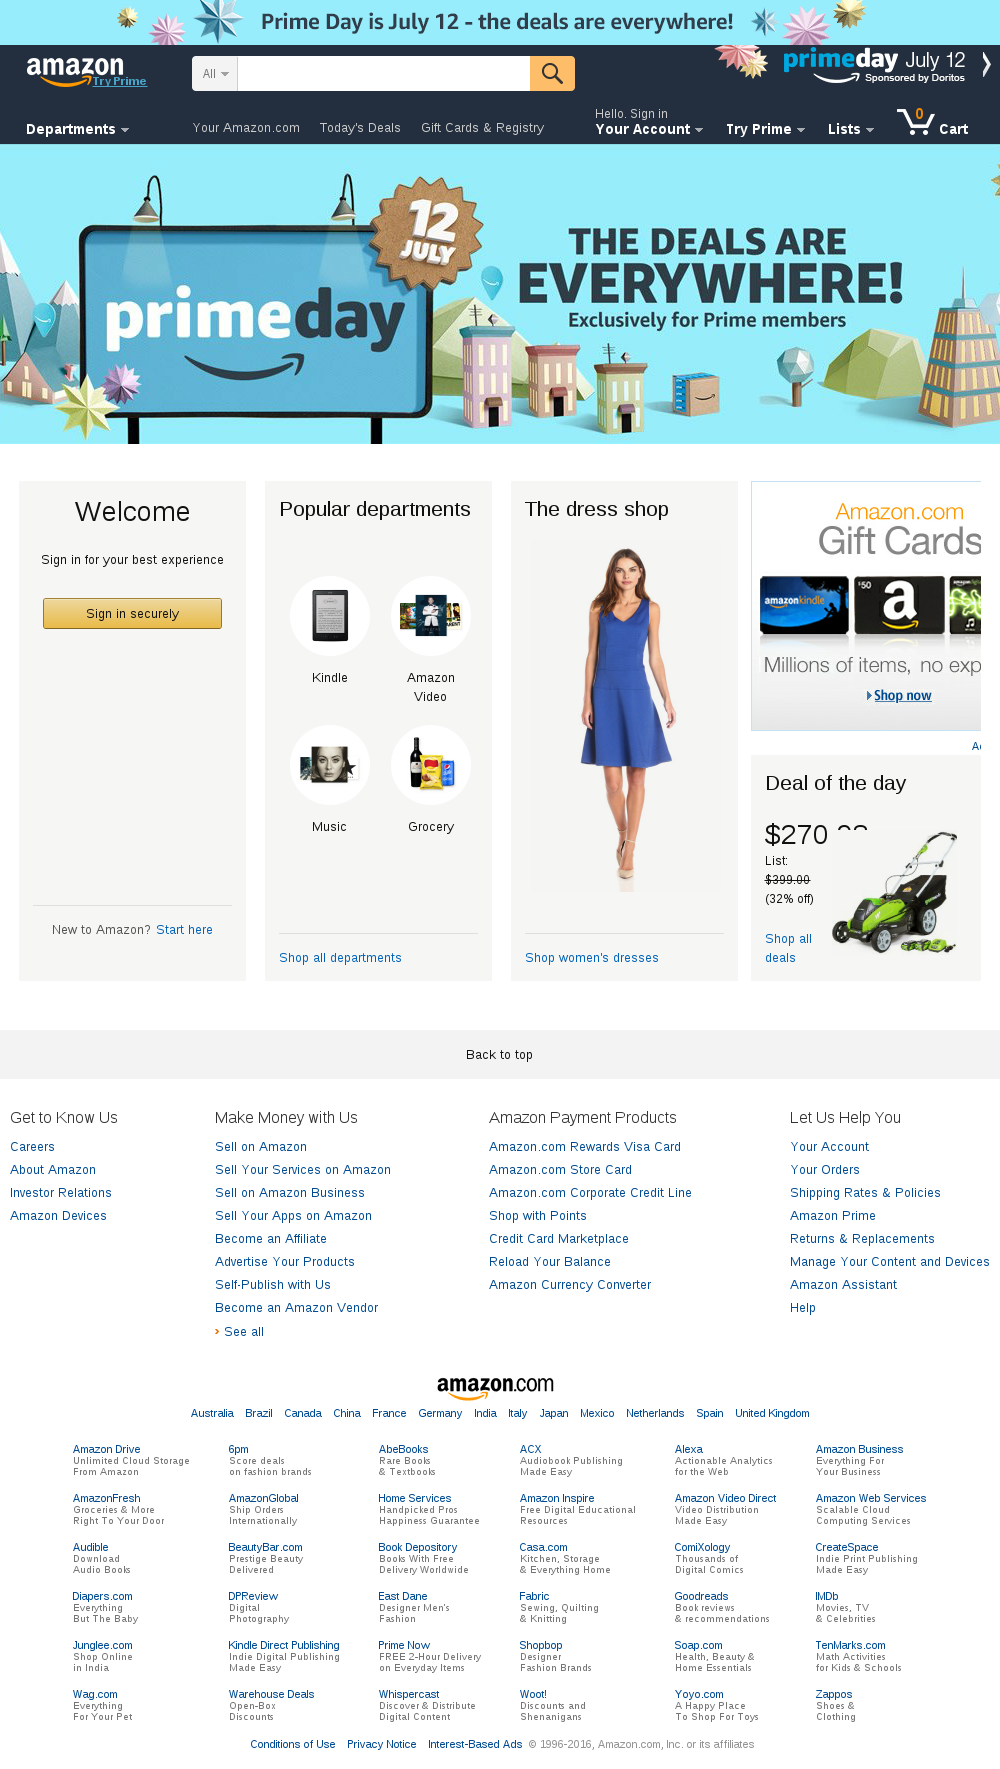 Prime Day is July 12 - the deals are everywhere!
amazon
Try Prime
All
primeday July 12
Sponsored by Doritos
Departments
Your Amazon.com
Today's Deals
Gift Cards & Registry
Hello. Sign in
Your Account
Try Prime
Lists
0
Cart
12
JULY
primeday
THE DEALS ARE
EVERYWHERE!
Exclusively for Prime members
Welcome
Sign in for your best experience
Sign in securely
New to Amazon? Start here
Popular departments
Kindle
Amazon
Video
Music
Grocery
Shop all departments
The dress shop
Shop women's dresses
Amazon.com
Gift Cards
amazonkindle
$50
a
Millions of items, no exp
Shop now
Deal of the day
List:
$399.00
(32% off)
Shop all
deals
Back to top
Get to Know Us
Careers
About Amazon
Investor Relations
Amazon Devices
Make Money with Us
Sell on Amazon
Sell Your Services on Amazon
Sell on Amazon Business
Sell Your Apps on Amazon
Become an Affiliate
Advertise Your Products
Self-Publish with Us
Become an Amazon Vendor
› See all
Amazon Payment Products
Amazon.com Rewards Visa Card
Amazon.com Store Card
Amazon.com Corporate Credit Line
Shop with Points
Credit Card Marketplace
Reload Your Balance
Amazon Currency Converter
Let Us Help You
Your Account
Your Orders
Shipping Rates & Policies
Amazon Prime
Returns & Replacements
Manage Your Content and Devices
Amazon Assistant
Help
amazon.com
Australia Brazil Canada China France Germany India Italy Japan Mexico Netherlands Spain United Kingdom
Amazon Drive
Unlimited Cloud Storage
From Amazon
6pm
Score deals
on fashion brands
AbeBooks
Rare Books
& Textbooks
ACX
Audiobook Publishing
Made Easy
Alexa
Actionable Analytics
for the Web
Amazon Business
Everything For
Your Business
AmazonFresh
Groceries & More
Right To Your Door
AmazonGlobal
Ship Orders
Internationally
Home Services
Handpicked Pros
Happiness Guarantee
Amazon Inspire
Free Digital Educational
Resources
Amazon Video Direct
Video Distribution
Made Easy
Amazon Web Services
Scalable Cloud
Computing Services
Audible
Download
Audio Books
BeautyBar.com
Prestige Beauty
Delivered
Book Depository
Books With Free
Delivery Worldwide
Casa.com
Kitchen, Storage
& Everything Home
ComiXology
Thousands of
Digital Comics
CreateSpace
Indie Print Publishing
Made Easy
Diapers.com
Everything
But The Baby
DPReview
Digital
Photography
East Dane
Designer Men's
Fashion
Fabric
Sewing, Quilting
& Knitting
Goodreads
Book reviews
& recommendations
IMDb
Movies, TV
& Celebrities
Junglee.com
Shop Online
in India
Kindle Direct Publishing
Indie Digital Publishing
Made Easy
Prime Now
FREE 2-Hour Delivery
on Everyday Items
Shopbop
Designer
Fashion Brands
Soap.com
Health, Beauty &
Home Essentials
TenMarks.com
Math Activities
for Kids & Schools
Wag.com
Everything
For Your Pet
Warehouse Deals
Open-Box
Discounts
Whispercast
Discover & Distribute
Digital Content
Woot!
Discounts and
Shenanigans
Yoyo.com
A Happy Place
To Shop For Toys
Zappos
Shoes &
Clothing
Conditions of Use Privacy Notice Interest-Based Ads © 1996-2016, Amazon.com, Inc. or its affiliates